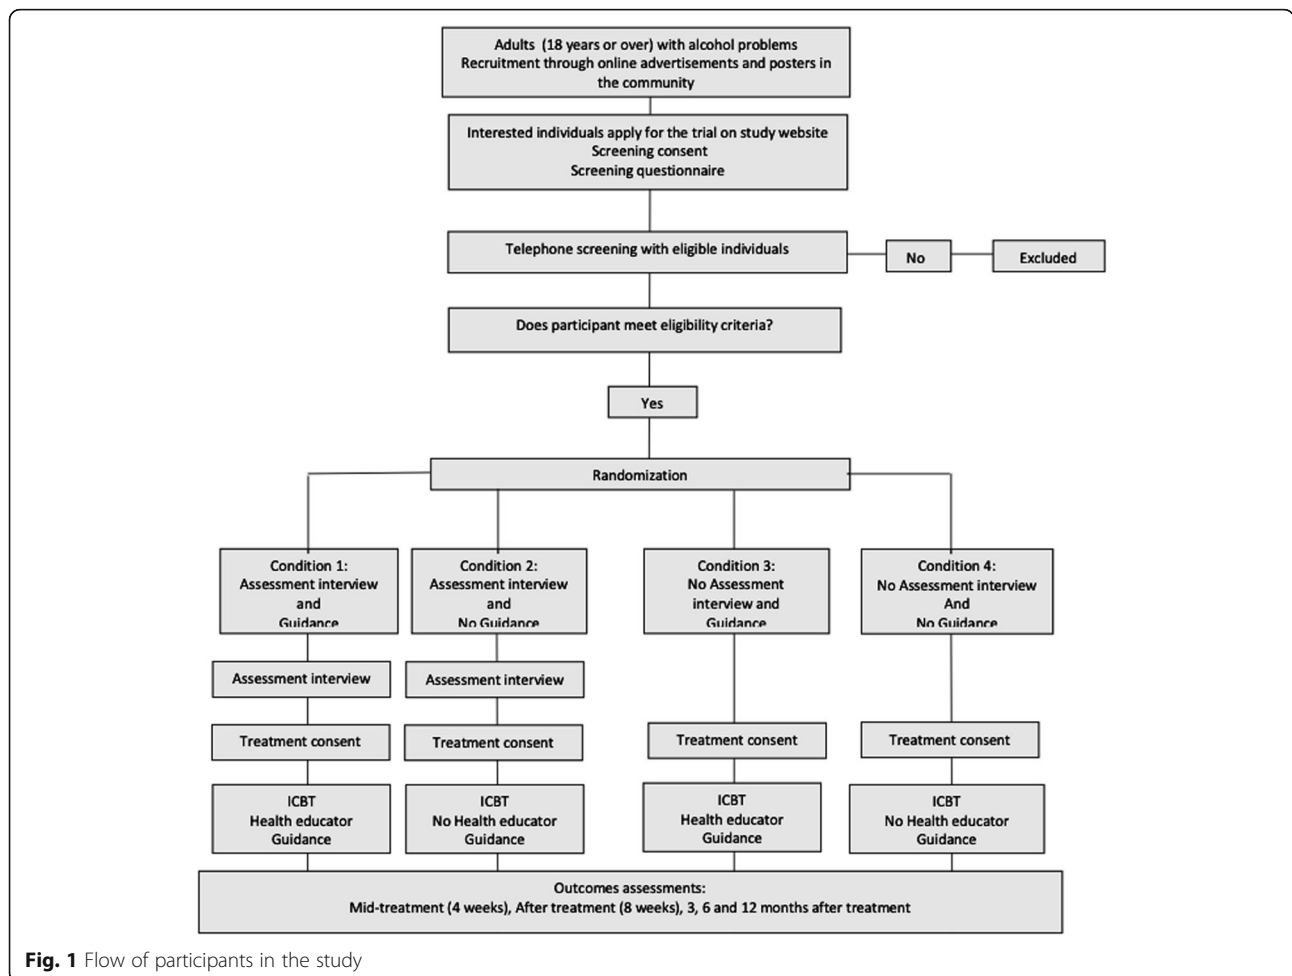 Adults (18 years or over) with alcohol problems
Recruitment through online advertisements and posters in
the community
Interested individuals apply for the trial on study website
Screening consent
Screening questionnaire
Telephone screening with eligible individuals
No
Excluded
Does participant meet eligibility criteria?
Yes
Randomization
Condition 1:
Assessment interview
and
Guidance
Condition 2:
Assessment interview
and
No Guidance
Condition 3:
No Assessment
interview and
Guidance
Condition 4:
No Assessment interview
And
No Guidance
Assessment interview
Assessment interview
Treatment consent
Treatment consent
Treatment consent
Treatment consent
ICBT
Health educator
Guidance
ICBT
No Health educator
Guidance
ICBT
Health educator
Guidance
ICBT
No Health educator
Guidance
Outcomes assessments:
Mid-treatment (4 weeks), After treatment (8 weeks), 3, 6 and 12 months after treatment
Fig. 1 Flow of participants in the study